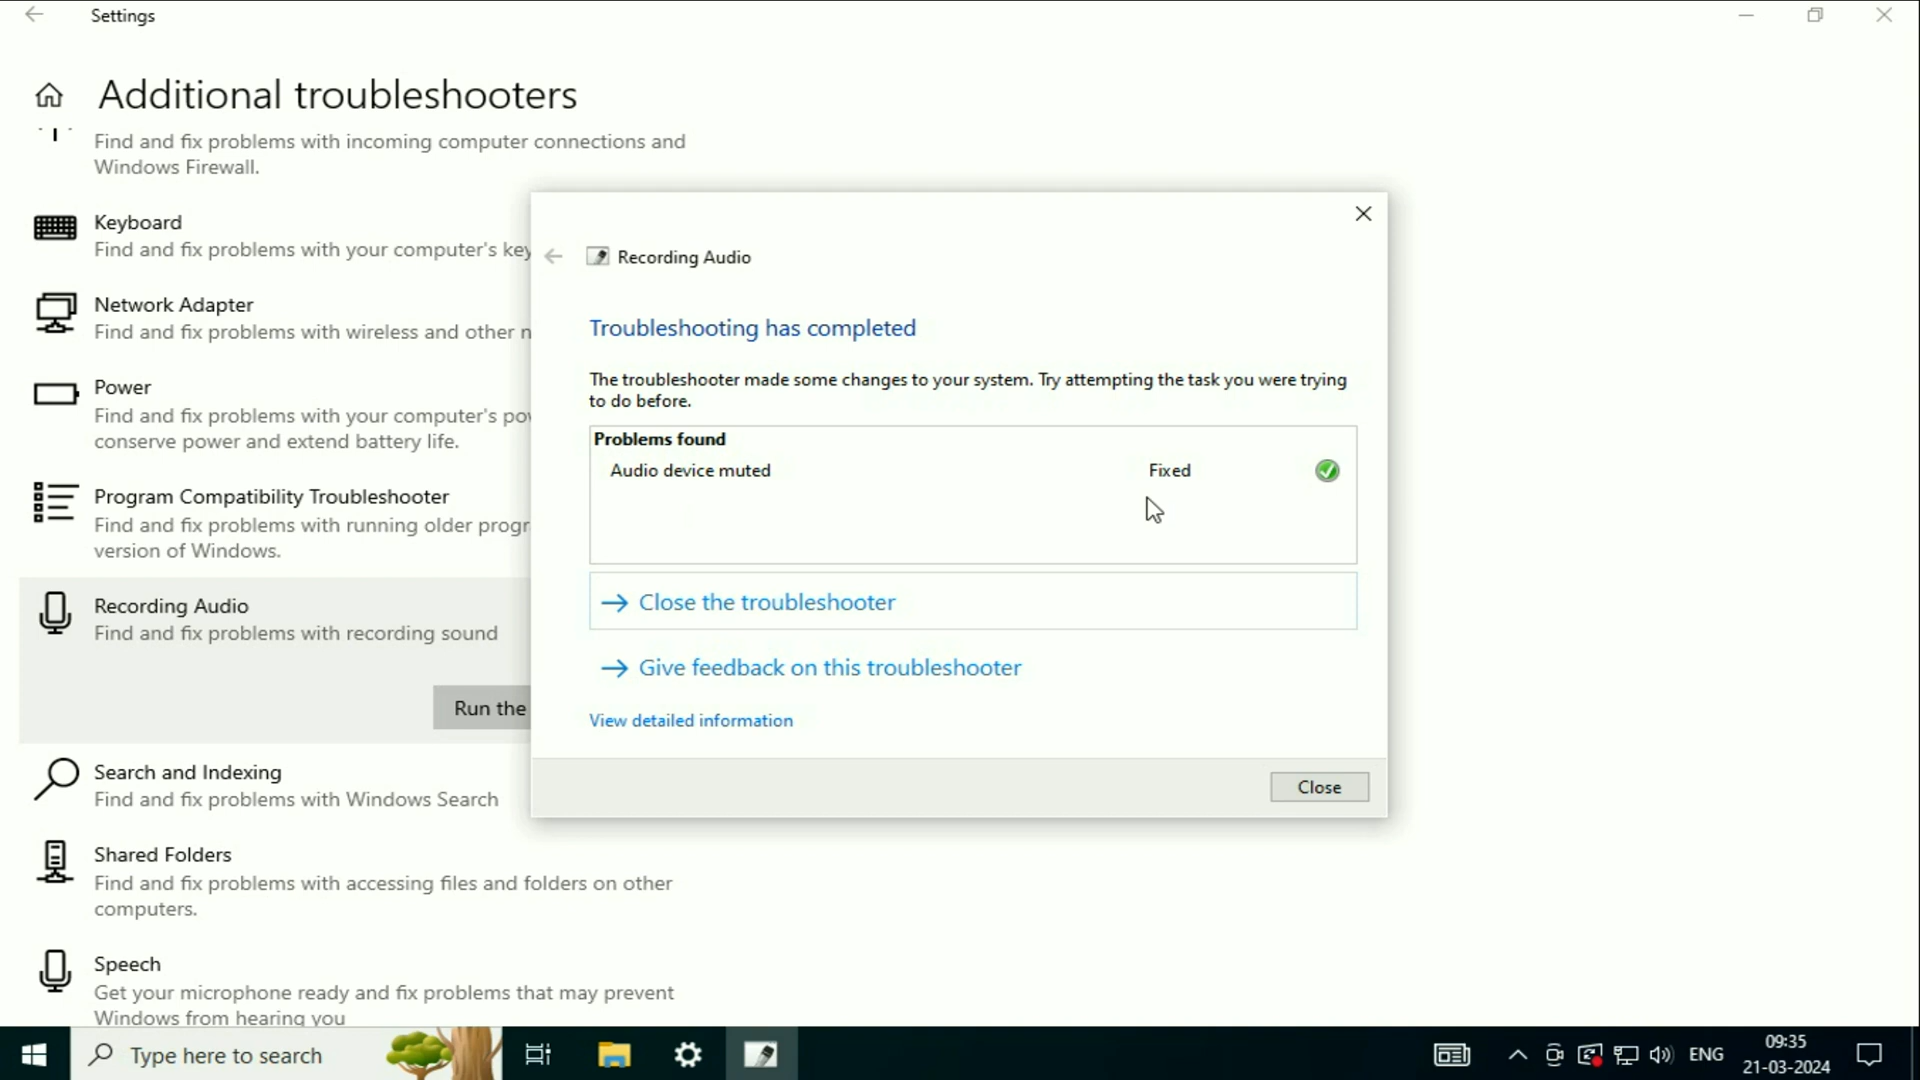 Settings
Additional troubleshooters
Find and fix problems with incoming computer connections and
Windows Firewall.
Keyboard
Find and fix problems with your computer's key
Network Adapter
Find and fix problems with wireless and other n
Power
Find and fix problems with your computer's pow
conserve power and extend battery life.
Program Compatibility Troubleshooter
Find and fix problems with running older progr
version of Windows.
Recording Audio
Find and fix problems with recording sound
Run the
Search and Indexing
Find and fix problems with Windows Search
Shared Folders
Find and fix problems with accessing files and folders on other
computers.
Speech
Get your microphone ready and fix problems that may prevent
Windows from hearing you
Recording Audio
Troubleshooting has completed
The troubleshooter made some changes to your system. Try attempting the task you were trying
to do before.
Problems found
Audio device muted Fixed
Close the troubleshooter
Give feedback on this troubleshooter
View detailed information
Close
Type here to search
ENG
09:35
21-03-2024